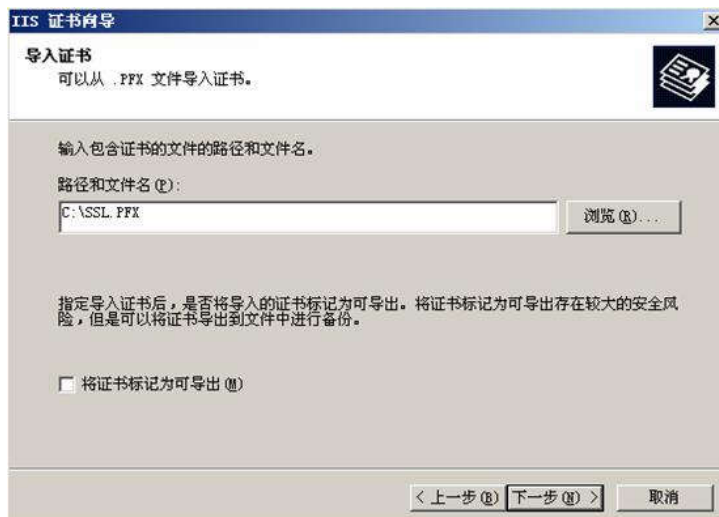 IIS 证书向导
导入证书
可以从 .PFX 文件导入证书。
输入包含证书的文件的路径和文件名。
路径和文件名(P):
C:\SSL.PFX
浏览(R)...
指定导入证书后，是否将导入的证书标记为可导出。将证书标记为可导出存在较大的安全风
险，但是可以将证书导出到文件中进行备份。
将证书标记为可导出(M)
< 上一步(B) 下一步(N) > 取消